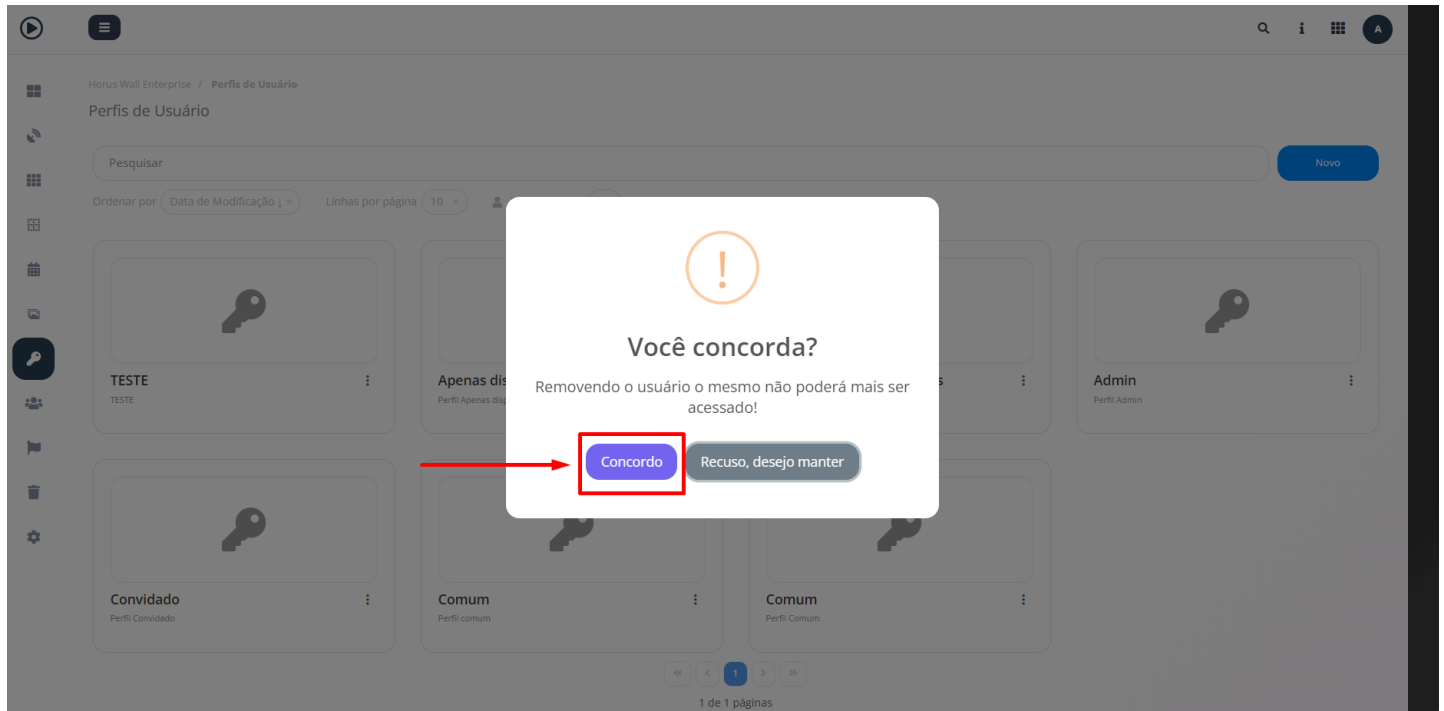 A
Horus Wall Enterprise / Perfis de Usuário
Perfis de Usuário
Pesquisar
Novo
Ordenar por Data de Modificação ↓ Linhas por página 10
!
Você concorda?
Removendo o usuário o mesmo não poderá mais ser
acessado!
Concordo Recuso, desejo manter
TESTE
TESTE
Apenas dis
Perfil Apenas disp
s
Admin
Perfil Admin
Convidado
Perfil Convidado
Comum
Perfil comum
Comum
Perfil Comum
« ‹ 1 › »
1 de 1 páginas